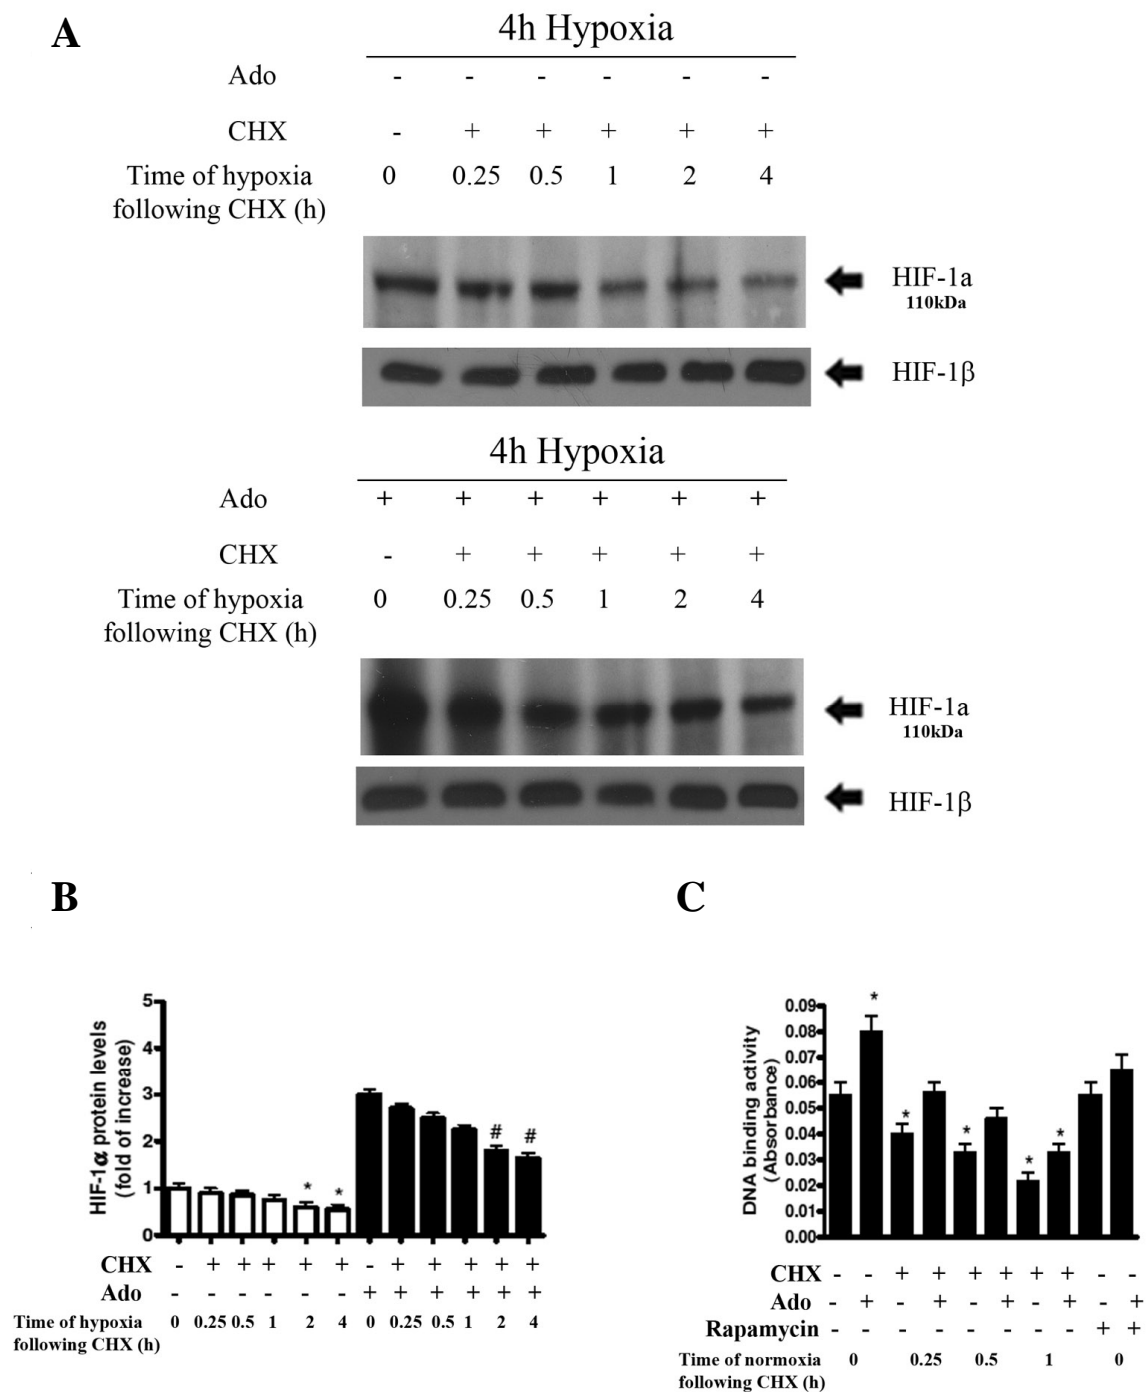 A
4h Hypoxia
Ado - - - - - -
CHX - + + + + +
Time of hypoxia 0 0.25 0.5 1 2 4
following CHX (h)
HIF-1a
110kDa
HIF-1β
4h Hypoxia
Ado + + + + + +
CHX - + + + + +
Time of hypoxia 0 0.25 0.5 1 2 4
following CHX (h)
HIF-1a
110kDa
HIF-1β
B
HIF-1α protein levels
(fold of increase)
5
4
3
2
1
0
* * # #
CHX - + + + + + - + + + + +
Ado - - - - - - + + + + + +
Time of hypoxia 0 0.25 0.5 1 2 4 0 0.25 0.5 1 2 4
following CHX (h)
C
DNA binding activity
(Absorbance)
0.09
0.08
0.07
0.06
0.05
0.04
0.03
0.02
0.01
0.00
* * * * *
CHX - - + + + + + + - -
Ado - + - + - + - + - +
Rapamycin - - - - - - - - + +
Time of normoxia 0 0.25 0.5 1 0
following CHX (h)